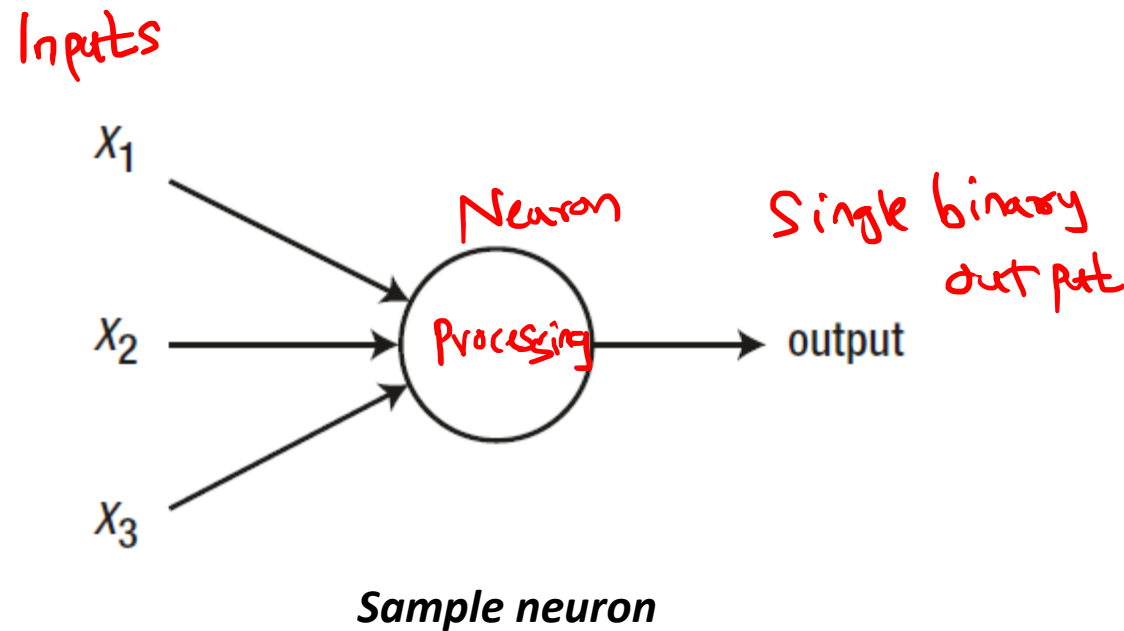 Inputs
X1
Neuron
Single binary
output
X2
Processing
output
X3
Sample neuron